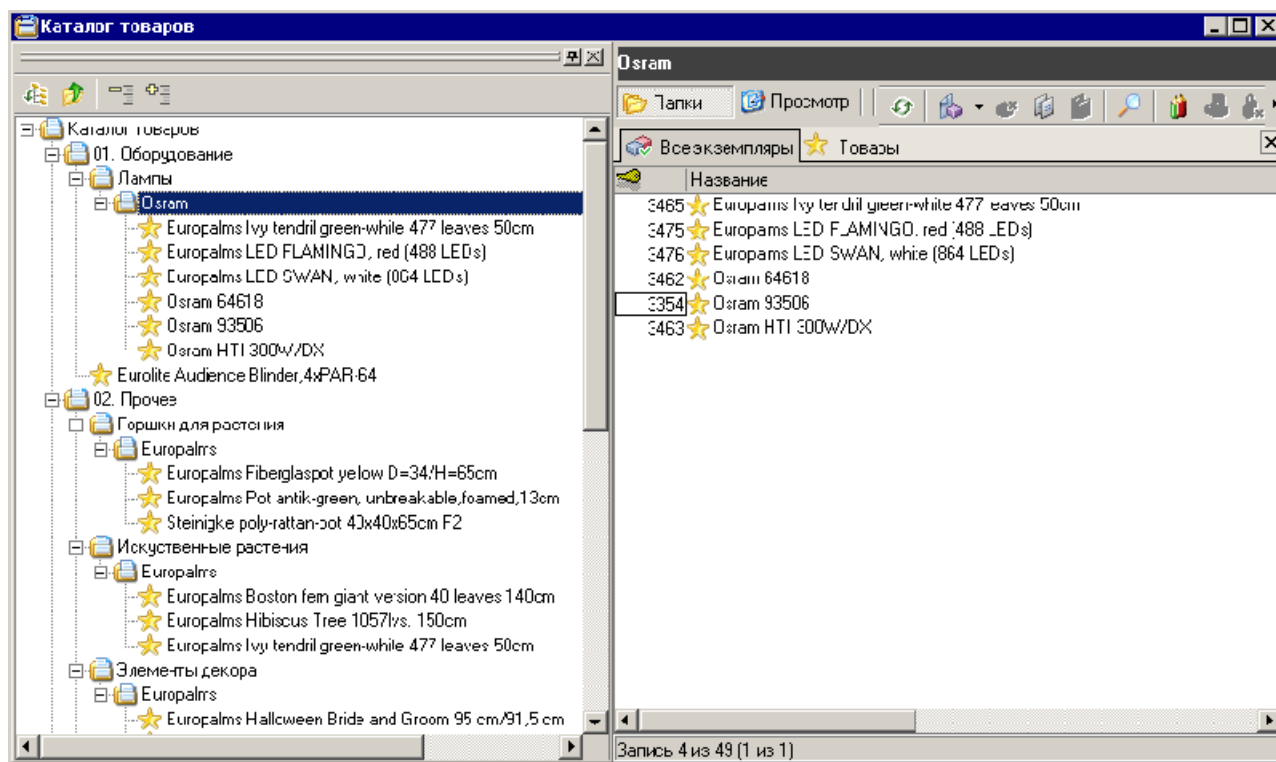 Каталог товаров
Каталог товаров
01. Оборудование
Лампы
Osram
Europalms Ivy tendril green-white 477 leaves 50cm
Europalms LED FLAMINGO, red (488 LEDs)
Europalms LED SWAN, white (864 LEDs)
Osram 64618
Osram 93506
Osram HTI 300W/DX
Eurolite Audience Blinder,4xPAR-64
02. Прочее
Горшки для растения
Europalms
Europalms Fiberglaspot yelow D=34/H=65cm
Europalms Pot antik-green, unbreakable,foamed,13cm
Steinigke poly-rattan-pot 40x40x65cm F2
Искуственные растения
Europalms
Europalms Boston fern giant version 40 leaves 140cm
Europalms Hibiscus Tree 1057lvs. 150cm
Europalms Ivy tendril green-white 477 leaves 50cm
Элементы декора
Europalms
Europalms Halloween Bride and Groom 95 cm/91,5 cm
Osram
Папки Просмотр
Все экземпляры Товары
Название
3465 Europalms Ivy tendril green-white 477 leaves 50cm
3475 Europalms LED FLAMINGO, red (488 LEDs)
3476 Europalms LED SWAN, white (864 LEDs)
3462 Osram 64618
3354 Osram 93506
3463 Osram HTI 300W/DX
Запись 4 из 49 (1 из 1)